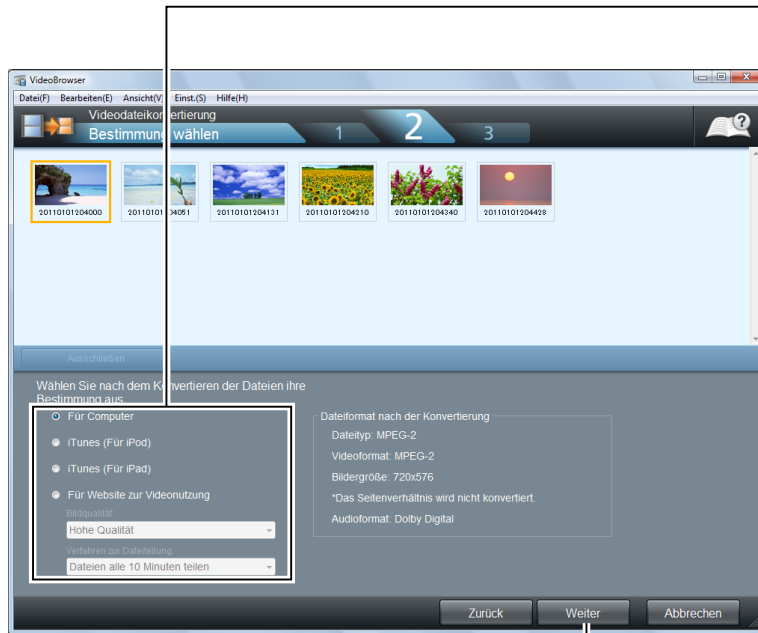 VideoBrowser
Datei(F) Bearbeiten(E) Ansicht(V) Einst.(S) Hilfe(H)
Videodateikonvertierung
Bestimmung wählen
1 2 3
20110101204000 20110101204051 20110101204131 20110101204210 20110101204340 20110101204428
Ausschließen
Wählen Sie nach dem Konvertieren der Dateien ihre
Bestimmung aus
Für Computer
iTunes (Für iPod)
iTunes (Für iPad)
Für Website zur Videonutzung
Bildqualität:
Hohe Qualität
Verfahren zur Dateiteilung:
Dateien alle 10 Minuten teilen
Dateiformat nach der Konvertierung
Dateityp: MPEG-2
Videoformat: MPEG-2
Bildergröße: 720x576
*Das Seitenverhältnis wird nicht konvertiert.
Audioformat: Dolby Digital
Zurück Weiter Abbrechen